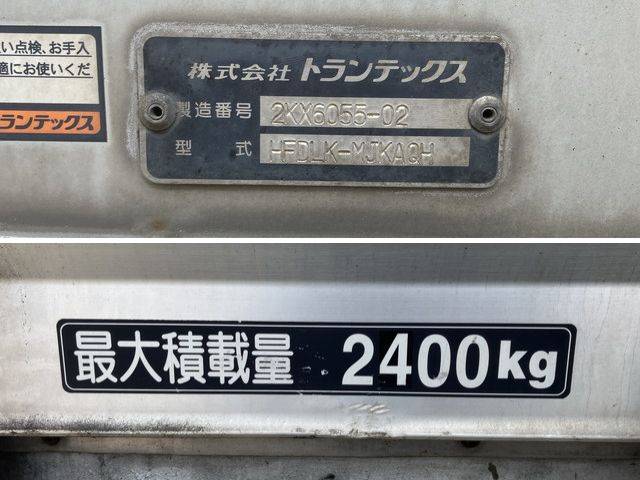 い点検、お手入
適にお使いくだ
ランテックス
株式会社 トランテックス
製造番号 2KX6055-02
型式 HFDLK-MJKAQH
最大積載量 2400kg